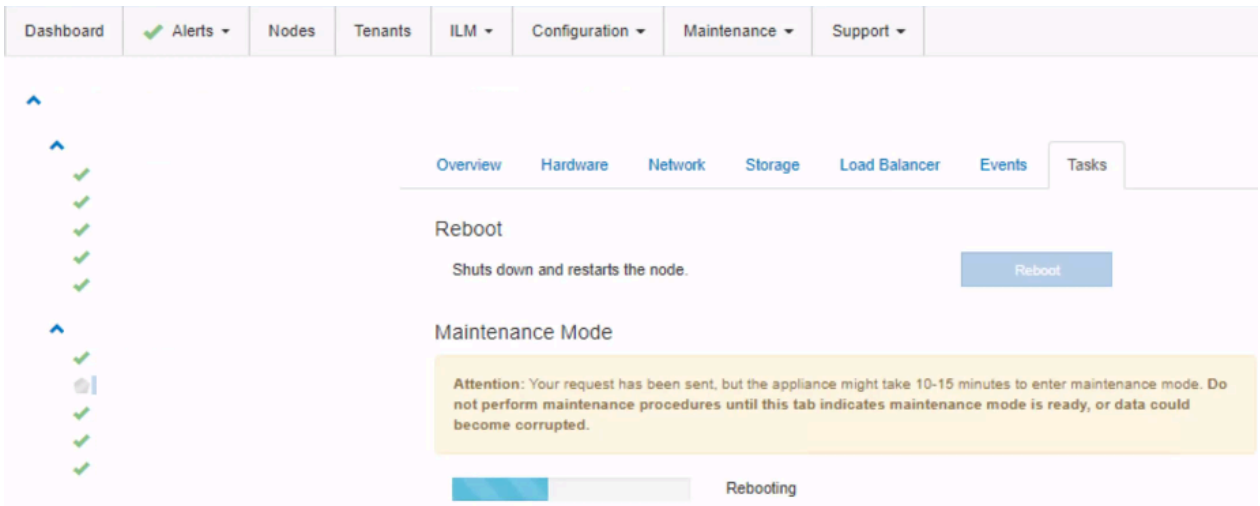 Dashboard Alerts Nodes Tenants ILM Configuration Maintenance Support
Overview Hardware Network Storage Load Balancer Events Tasks
Reboot
Shuts down and restarts the node. Reboot
Maintenance Mode
Attention: Your request has been sent, but the appliance might take 10-15 minutes to enter maintenance mode. Do
not perform maintenance procedures until this tab indicates maintenance mode is ready, or data could
become corrupted.
Rebooting